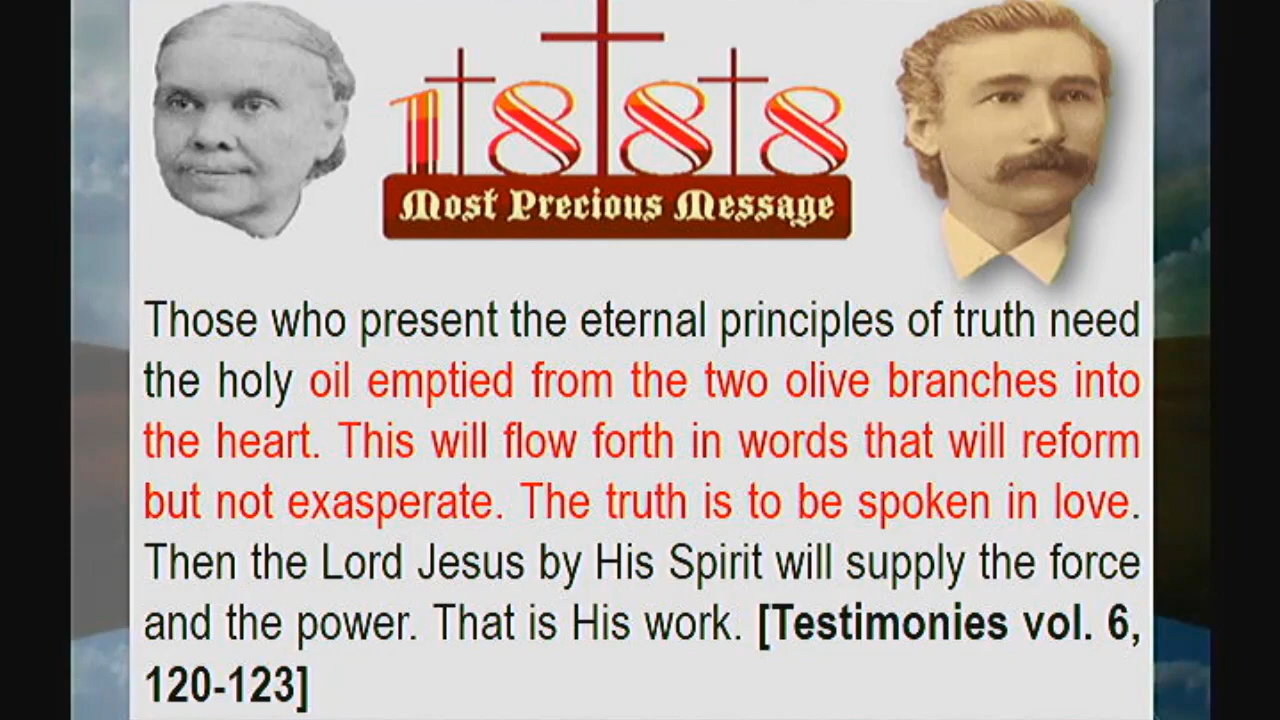 1888
Most Precious Message
Those who present the eternal principles of truth need
the holy oil emptied from the two olive branches into
the heart. This will flow forth in words that will reform
but not exasperate. The truth is to be spoken in love.
Then the Lord Jesus by His Spirit will supply the force
and the power. That is His work. [Testimonies vol. 6,
120-123]